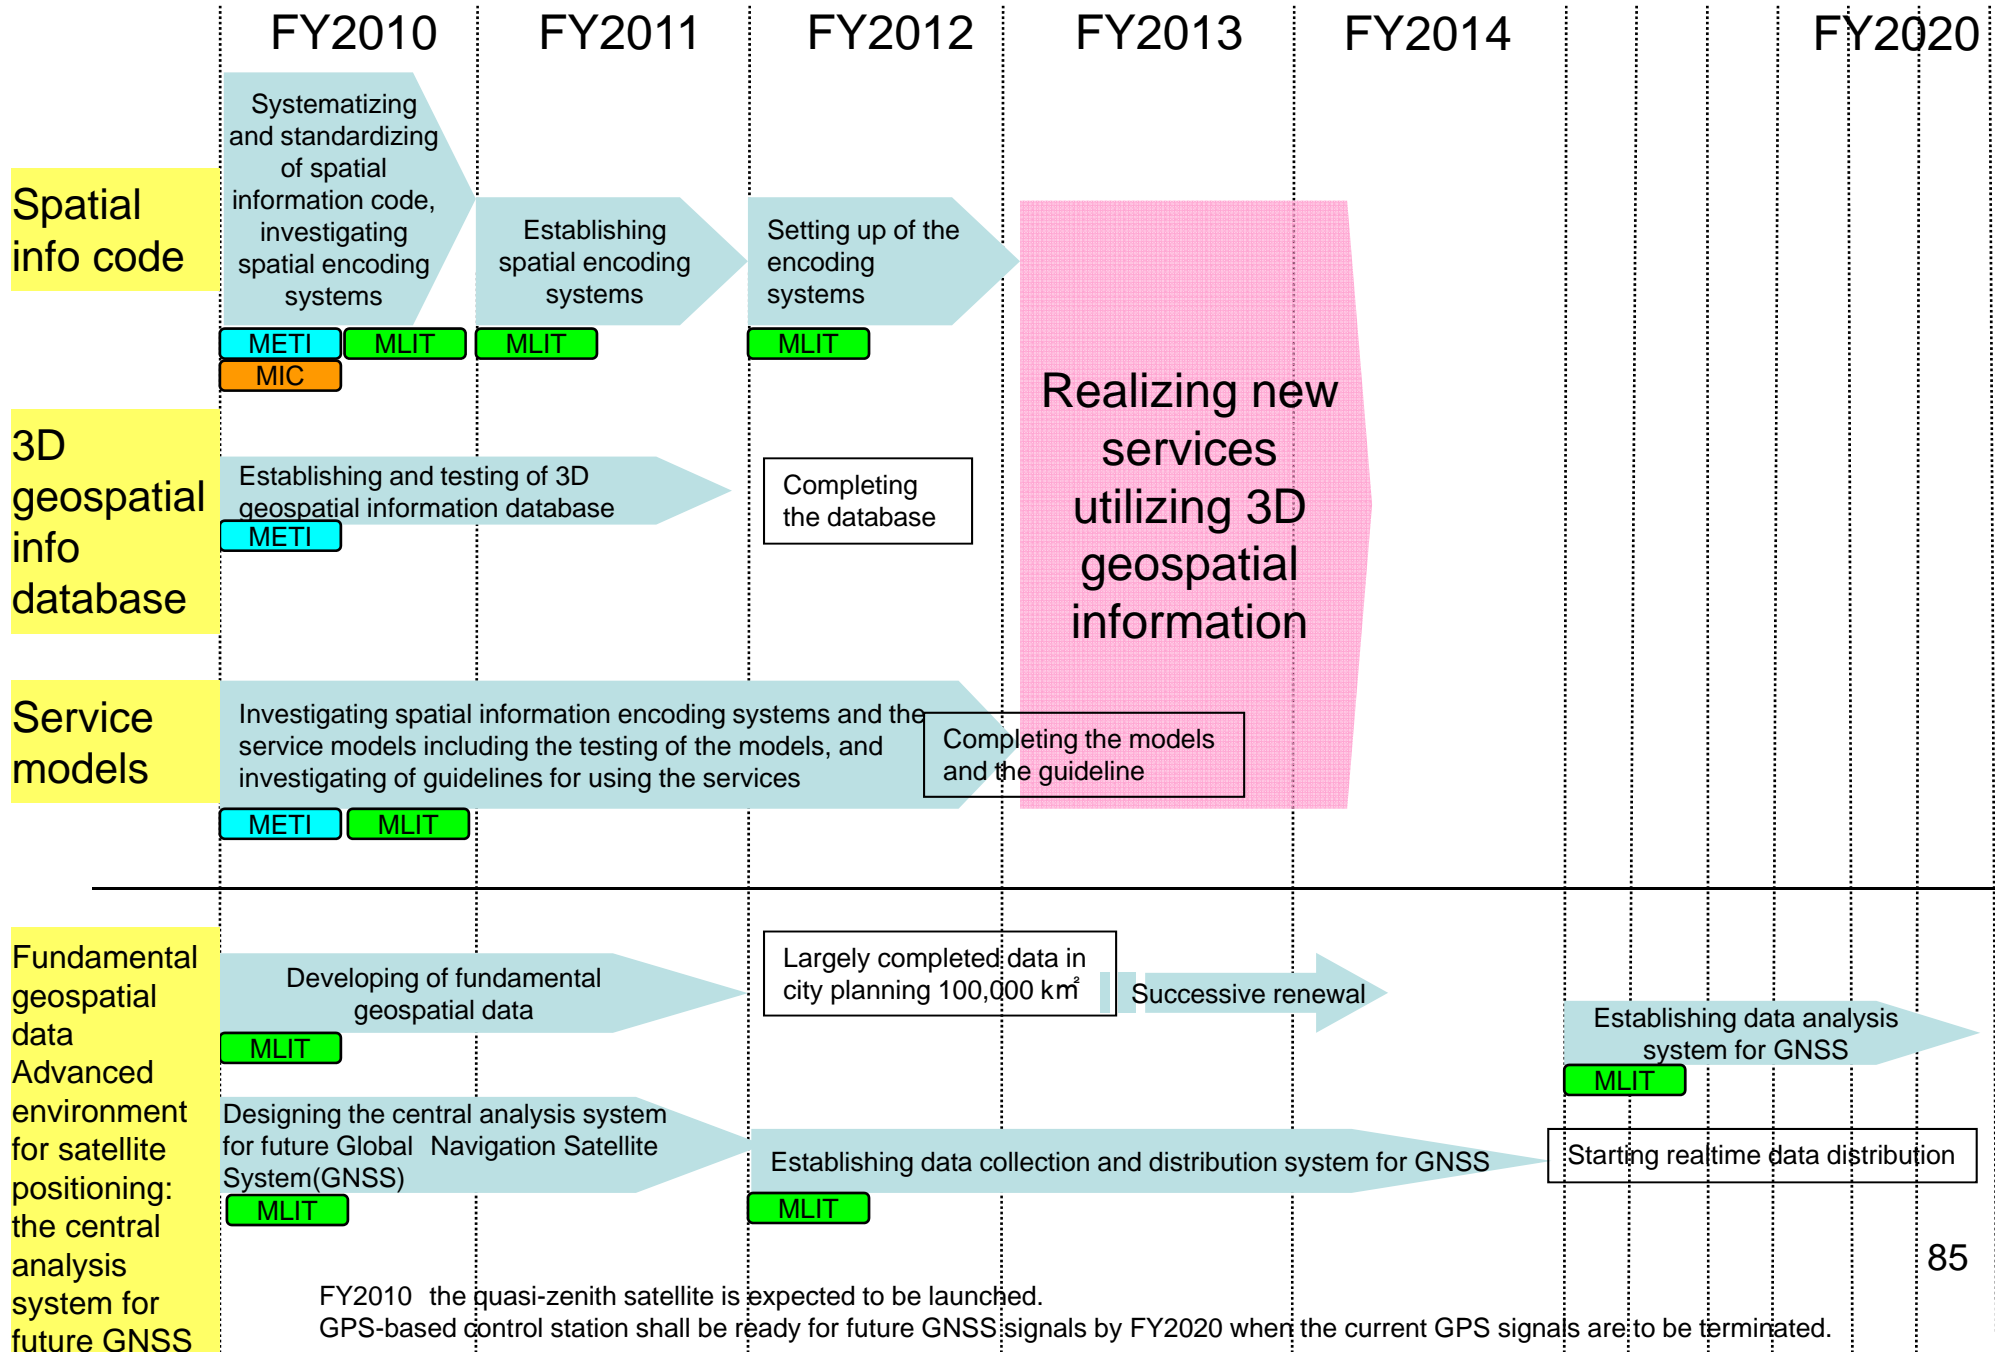 FY2010
FY2011
FY2012
FY2013
FY2014
FY2020
Spatial
info code
Systematizing
and standardizing
of spatial
information code,
investigating
spatial encoding
systems
METI
MLIT
MIC
Establishing
spatial encoding
systems
MLIT
Setting up of the
encoding
systems
MLIT
3D
geospatial
info
database
Establishing and testing of 3D
geospatial information database
METI
Completing
the database
Realizing new
services
utilizing 3D
geospatial
information
Service
models
Investigating spatial information encoding systems and the
service models including the testing of the models, and
investigating of guidelines for using the services
METI
MLIT
Completing the models
and the guideline
Fundamental
geospatial
data
Advanced
environment
for satellite
positioning:
the central
analysis
system for
future GNSS
Developing of fundamental
geospatial data
MLIT
Largely completed data in
city planning 100,000 k㎡
Successive renewal
Establishing data analysis
system for GNSS
MLIT
Designing the central analysis system
for future Global Navigation Satellite
System(GNSS)
MLIT
Establishing data collection and distribution system for GNSS
MLIT
Starting realtime data distribution
85
FY2010 the quasi-zenith satellite is expected to be launched.
GPS-based control station shall be ready for future GNSS signals by FY2020 when the current GPS signals are to be terminated.